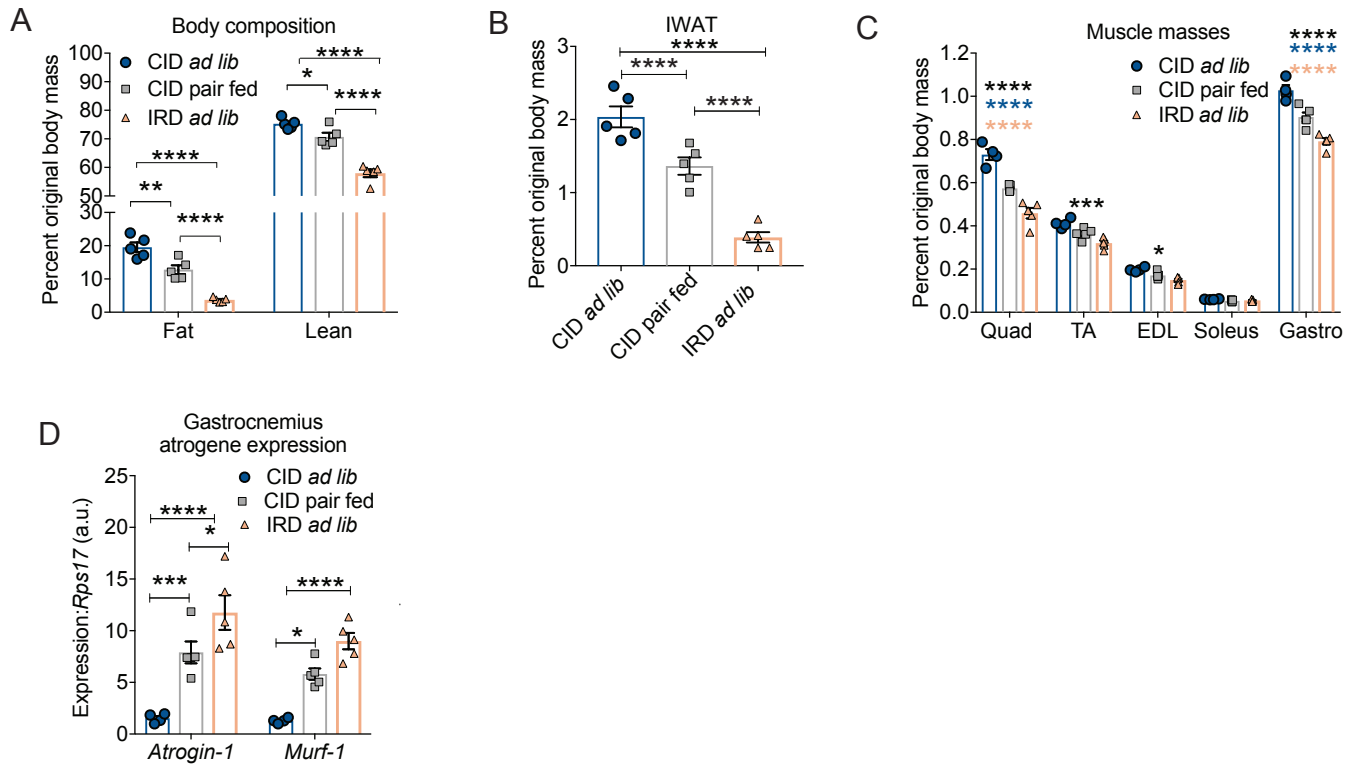 A
Body composition
CID ad lib
CID pair fed
IRD ad lib
Percent original body mass
100
90
80
70
60
50
30
20
10
0
****
**
****
****
*
****
Fat
Lean
B
IWAT
Percent original body mass
3
2
1
0
****
****
****
CID ad lib
CID pair fed
IRD ad lib
C
Muscle masses
CID ad lib
CID pair fed
IRD ad lib
Percent original body mass
1.2
1.0
0.8
0.6
0.4
0.2
0.0
****
****
****
***
*
****
****
****
Quad
TA
EDL
Soleus
Gastro
D
Gastrocnemius
atrogene expression
CID ad lib
CID pair fed
IRD ad lib
Expression:Rps17 (a.u.)
25
20
15
10
5
0
****
*
***
****
*
Atrogin-1
Murf-1